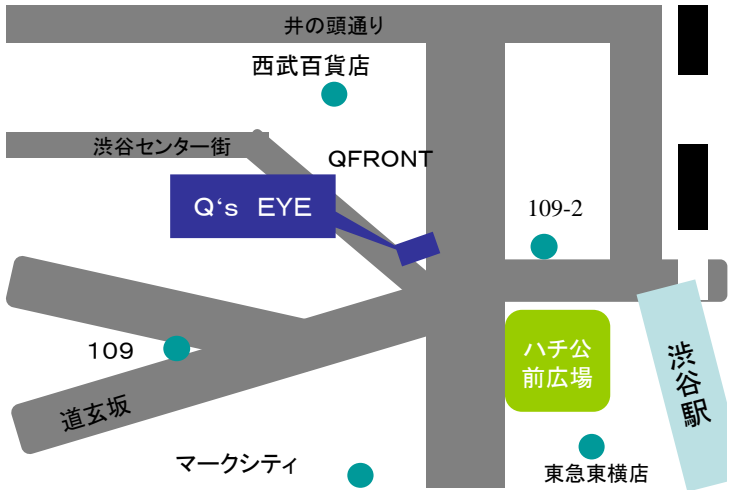 井の頭通り
西武百貨店
渋谷センター街
QFRONT
Q‘s EYE
109-2
109
ハチ公
前広場
渋谷駅
道玄坂
マークシティ
東急東横店